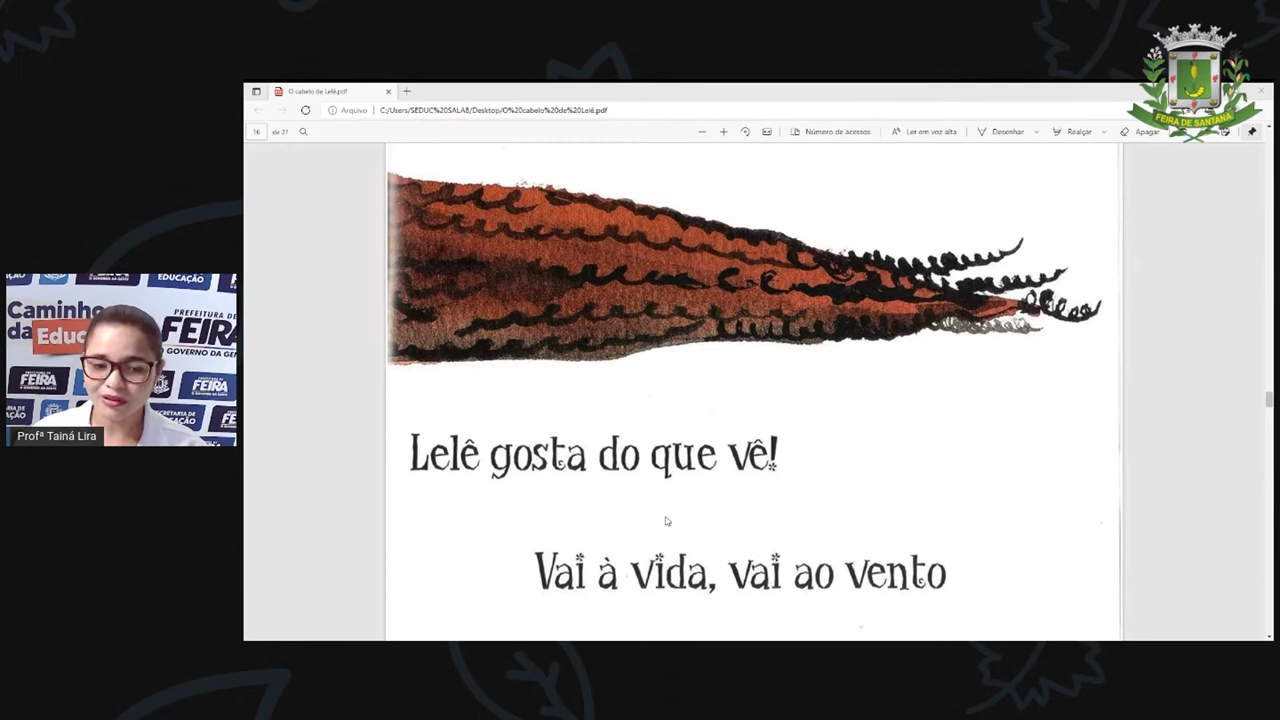 O cabelo de Lelê.pdf
Arquivo C:/Users/SEDUC%20SALA8/Desktop/O%20cabelo%20de%20Lelê.pdf
16 de 27 Número de acessos Ler em voz alta Desenhar Realçar Apagar
FEIRA DE SANTANA
Lelê gosta do que vê!
Vai à vida, vai ao vento
EDUCAÇÃO
Caminho
da Educ
PREFEITURA DE
FEIRA
GOVERNO DA GEN
FEIRA
FEIRA
Profª Tainá Lira